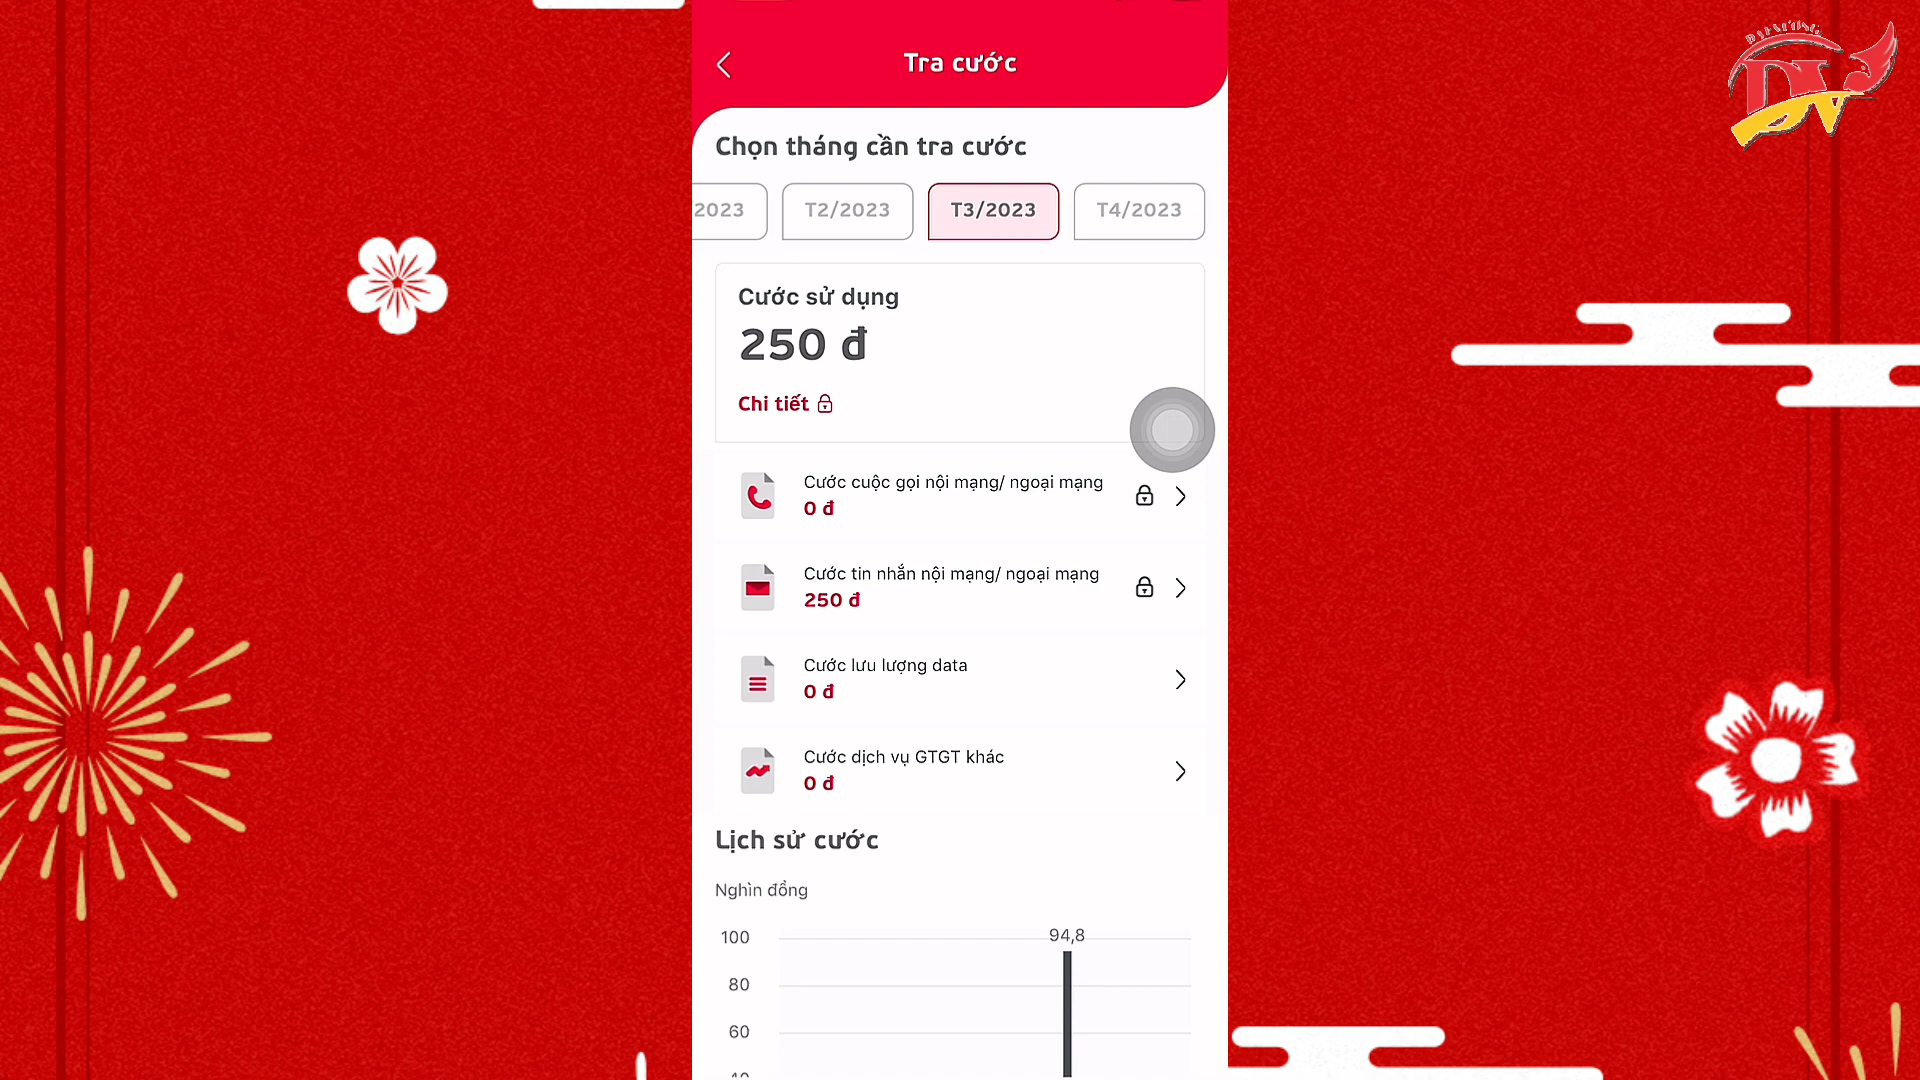 Tra cước
Chọn tháng cần tra cước
2023
T2/2023
T3/2023
T4/2023
Cước sử dụng
250 đ
Chi tiết
Cước cuộc gọi nội mạng/ ngoại mạng
0 đ
Cước tin nhắn nội mạng/ ngoại mạng
250 đ
Cước lưu lượng data
0 đ
Cước dịch vụ GTGT khác
0 đ
Lịch sử cước
Nghìn đồng
100
94,8
80
60